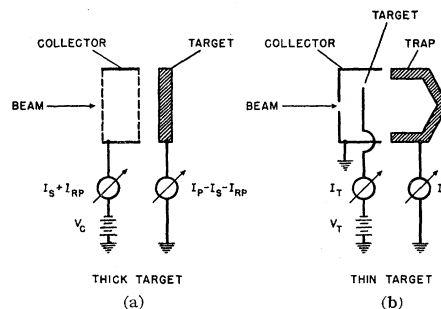 COLLECTOR
TARGET
BEAM
I_S + I_RP
I_P - I_S - I_RP
V_C
THICK TARGET
(a)
TARGET
COLLECTOR
TRAP
BEAM
I_T
I
V_T
THIN TARGET
(b)